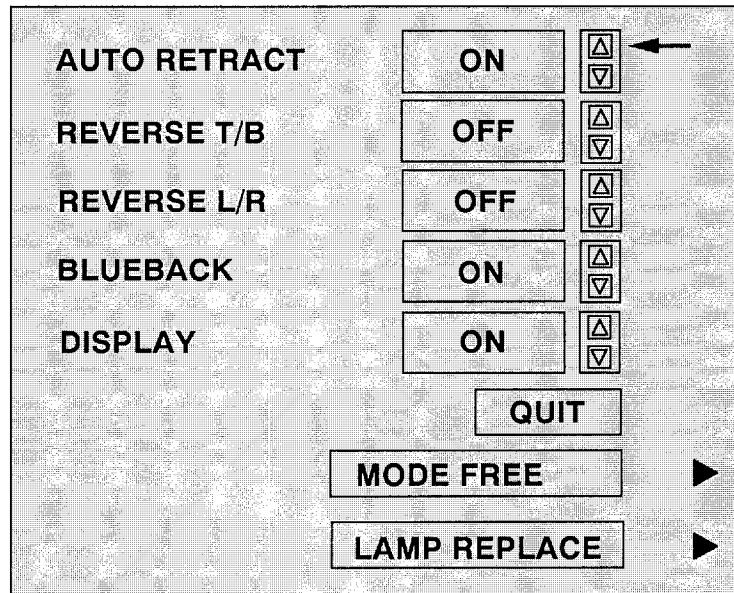 AUTO RETRACT ON
REVERSE T/B OFF
REVERSE L/R OFF
BLUEBACK ON
DISPLAY ON
QUIT
MODE FREE
LAMP REPLACE